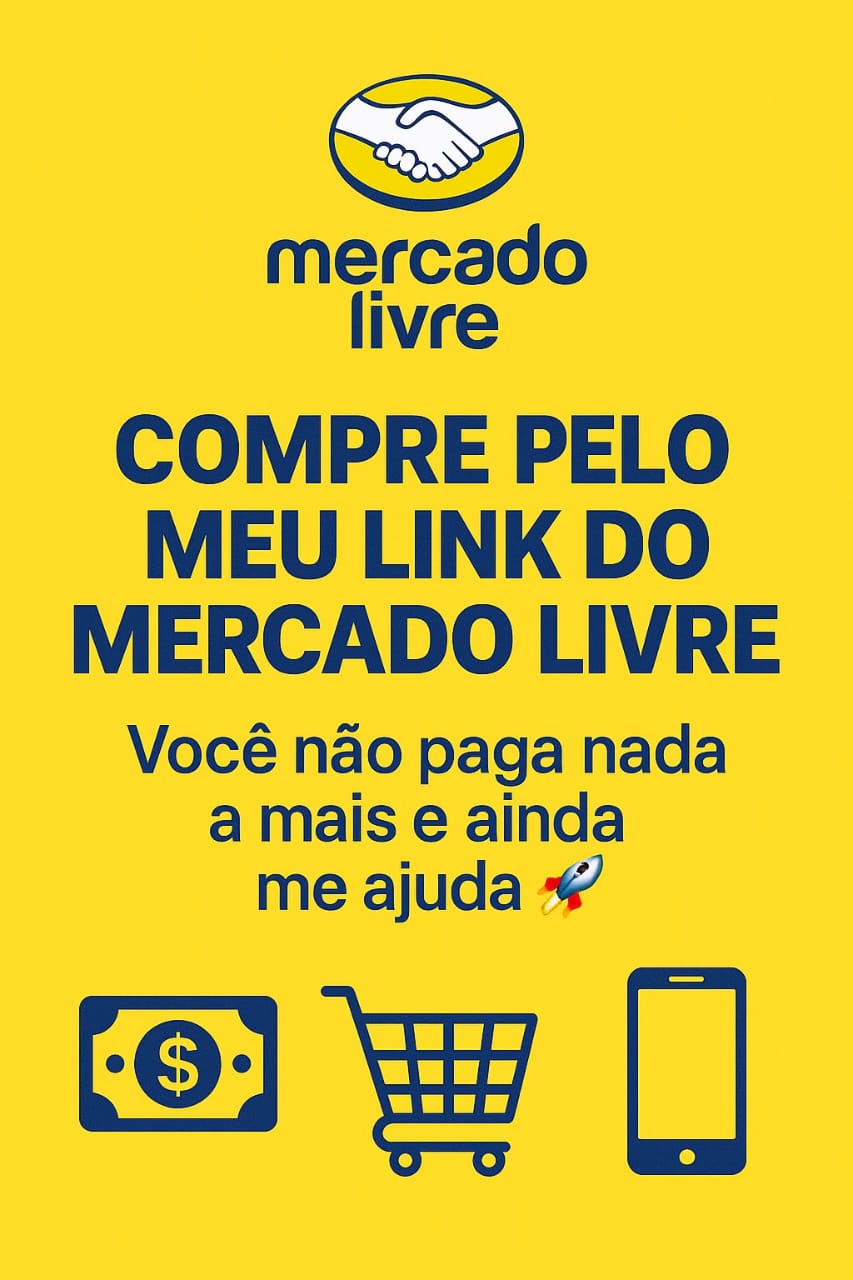 mercado
livre
COMPRE PELO
MEU LINK DO
MERCADO LIVRE
Você não paga nada
a mais e ainda
me ajuda 🚀
$